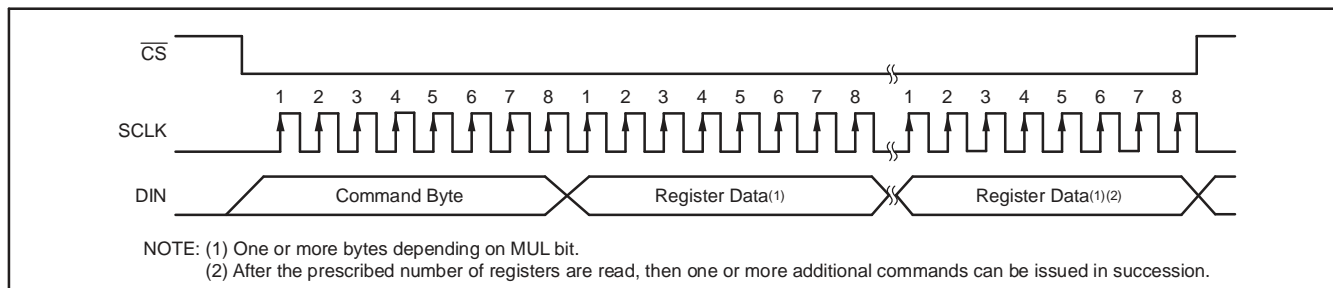 CS
1 2 3 4 5 6 7 8 1 2 3 4 5 6 7 8 1 2 3 4 5 6 7 8
SCLK
DIN Command Byte Register Data(1) Register Data(1)(2)
NOTE: (1) One or more bytes depending on MUL bit.
(2) After the prescribed number of registers are read, then one or more additional commands can be issued in succession.